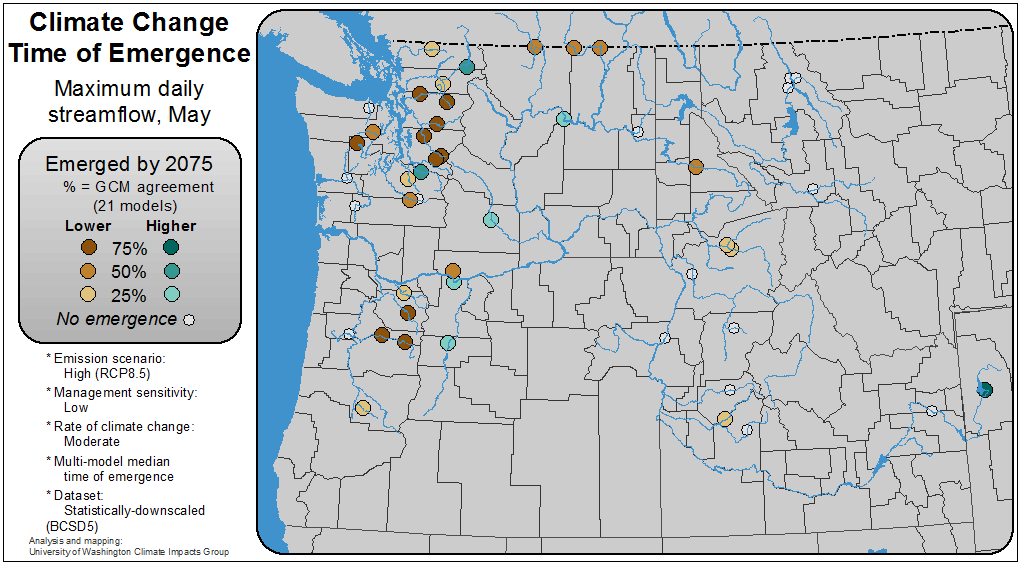 Climate Change
Time of Emergence
Maximum daily
streamflow, May
Emerged by 2075
% = GCM agreement
(21 models)
Lower Higher
75%
50%
25%
No emergence
* Emission scenario:
High (RCP8.5)
* Management sensitivity:
Low
* Rate of climate change:
Moderate
* Multi-model median
time of emergence
* Dataset:
Statistically-downscaled
(BCSD5)
Analysis and mapping:
University of Washington Climate Impacts Group